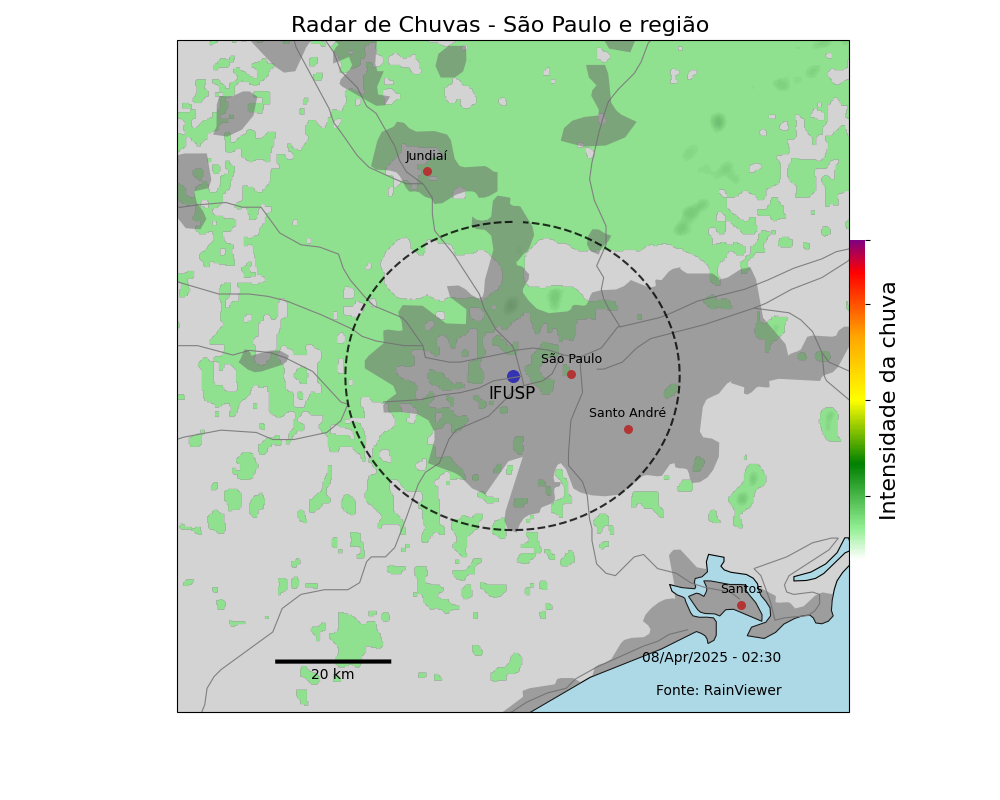 Radar de Chuvas - São Paulo e região
Jundiaí
São Paulo
IFUSP
Santo André
Santos
08/Apr/2025 - 02:30
20 km
Fonte: RainViewer
Intensidade da chuva